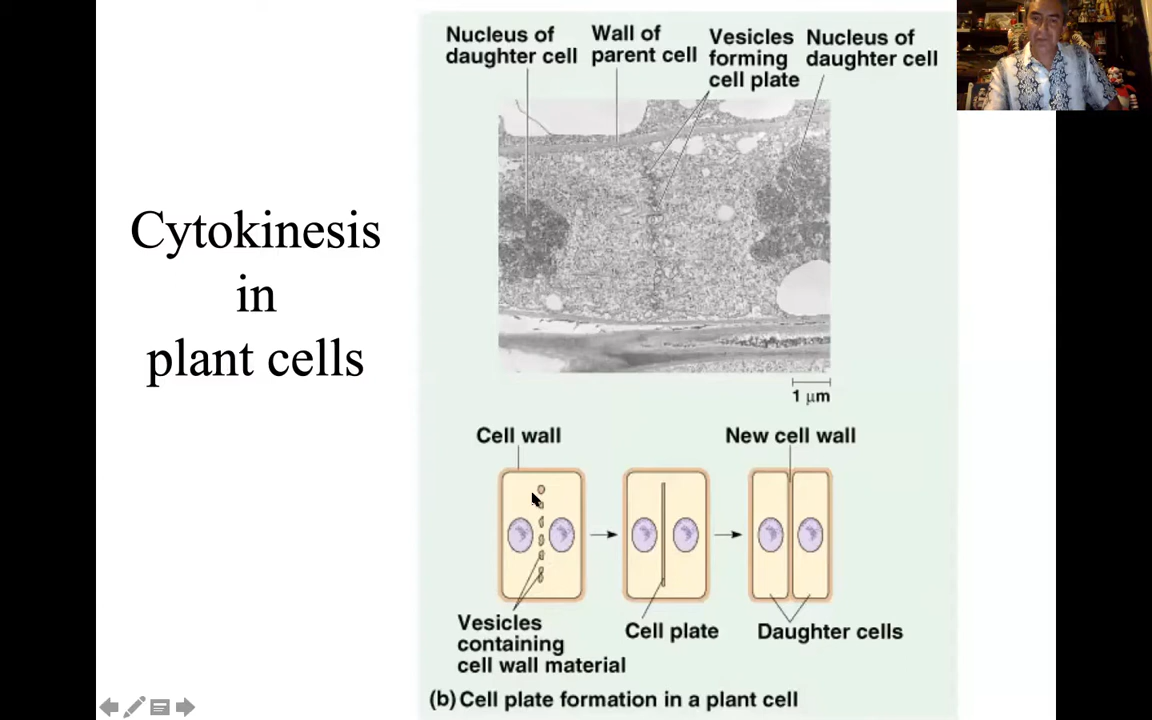 Cytokinesis
in
plant cells
Nucleus of
daughter cell
Wall of
parent cell
Vesicles
forming
cell plate
Nucleus of
daughter cell
1 μm
Cell wall
New cell wall
Vesicles
containing
cell wall material
Cell plate
Daughter cells
(b) Cell plate formation in a plant cell